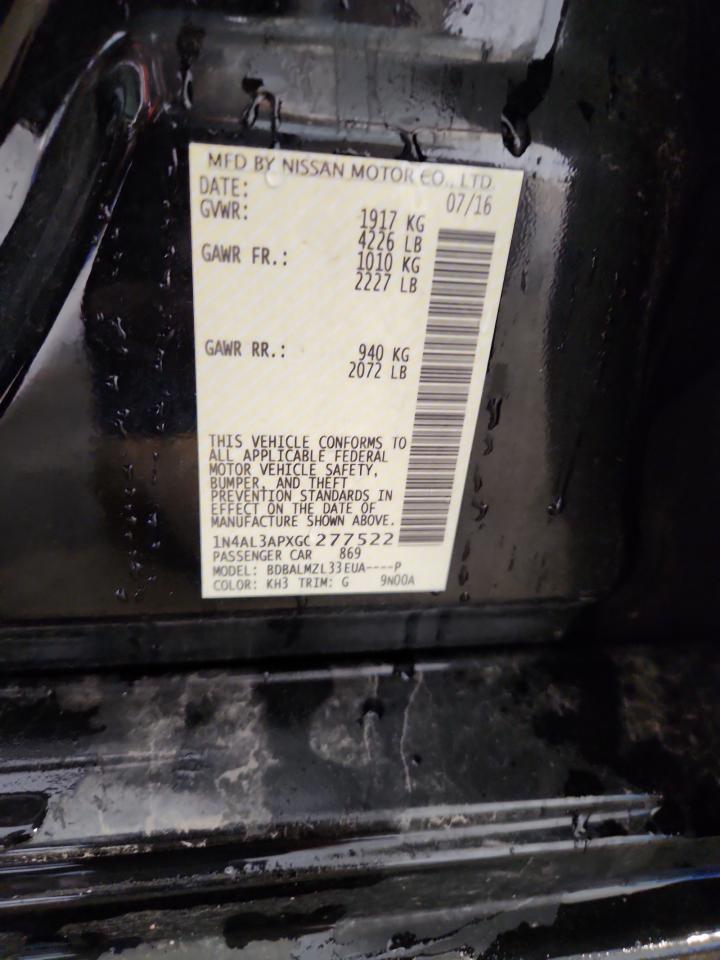 MFD BY NISSAN MOTOR CO., LTD.
DATE: 07/16
GVWR: 1917 KG
4226 LB
GAWR FR.: 1010 KG
2227 LB
GAWR RR.: 940 KG
2072 LB
THIS VEHICLE CONFORMS TO
ALL APPLICABLE FEDERAL
MOTOR VEHICLE SAFETY,
BUMPER, AND THEFT
PREVENTION STANDARDS IN
EFFECT ON THE DATE OF
MANUFACTURE SHOWN ABOVE.
1N4AL3APXGC277522
PASSENGER CAR 869
MODEL: BDBALMZL33EUA----P
COLOR: KH3 TRIM: G 9N00A